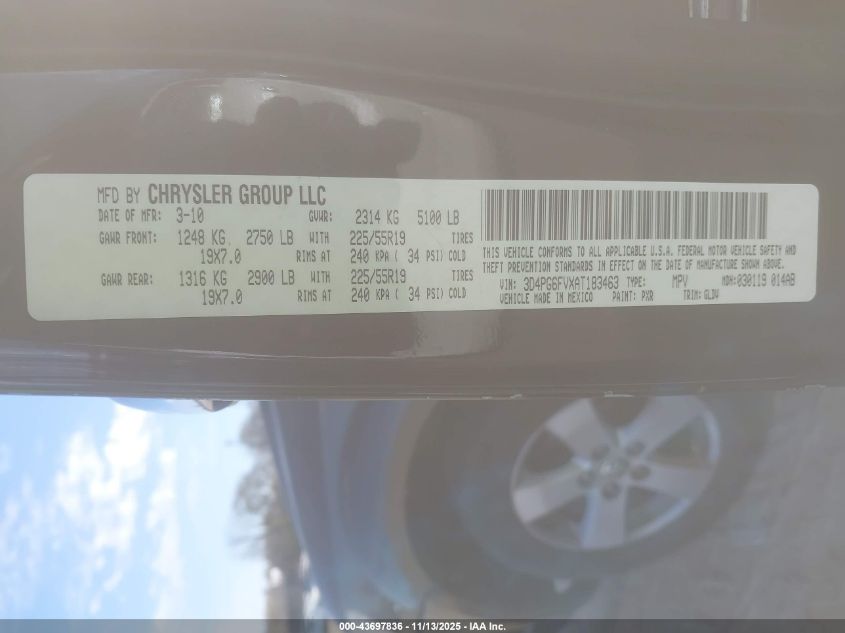 MFD BY CHRYSLER GROUP LLC
DATE OF MFR: 3-10 GVWR: 2314 KG 5100 LB
GAWR FRONT: 1248 KG 2750 LB WITH 225/55R19 TIRES
19X7.0 RIMS AT 240 KPA ( 34 PSI) COLD
GAWR REAR: 1316 KG 2900 LB WITH 225/55R19 TIRES
19X7.0 RIMS AT 240 KPA ( 34 PSI) COLD
THIS VEHICLE CONFORMS TO ALL APPLICABLE U.S.A. FEDERAL MOTOR VEHICLE SAFETY AND
THEFT PREVENTION STANDARDS IN EFFECT ON THE DATE OF MANUFACTURE SHOWN ABOVE.
VIN: 3D4PG6FVXAT183463 TYPE: MPV MDH: 030119 014AB
VEHICLE MADE IN MEXICO PAINT: PXR TRIM: GLDV
000-43697836 - 11/13/2025 - IAA Inc.